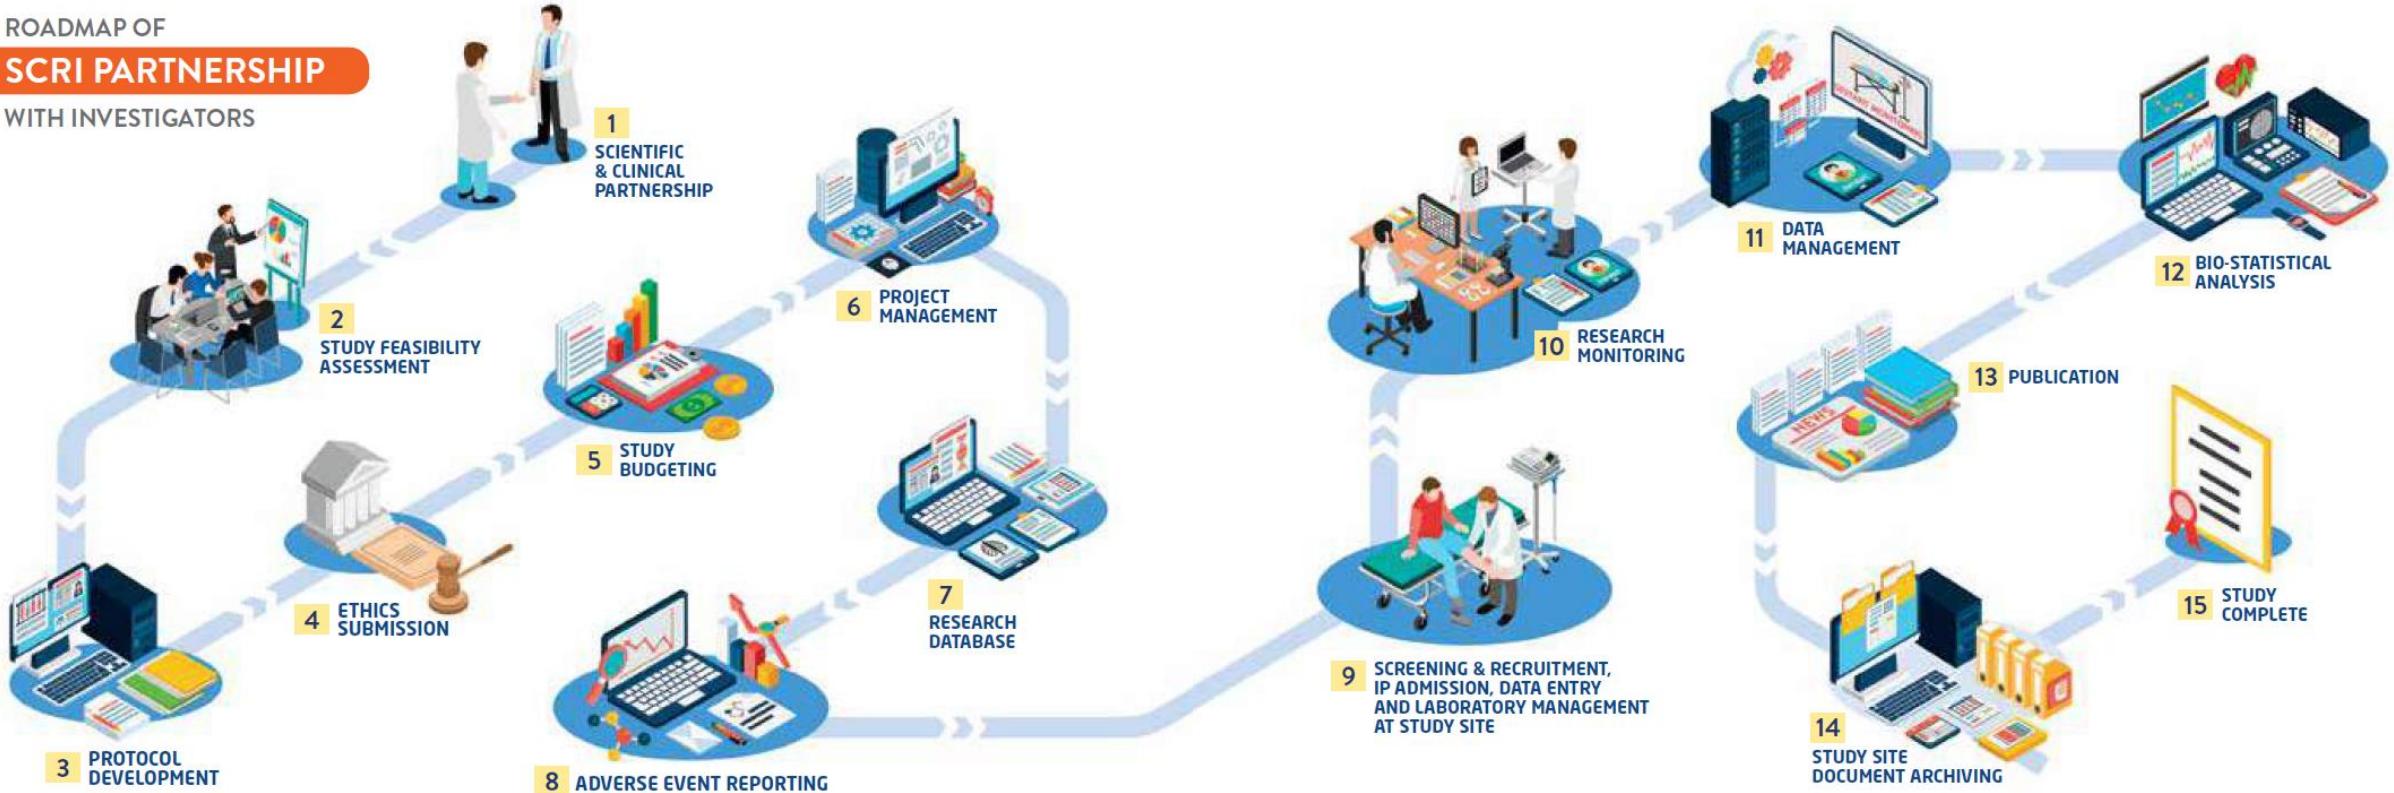 ROADMAP OF
SCRI PARTNERSHIP
WITH INVESTIGATORS
1
SCIENTIFIC
& CLINICAL
PARTNERSHIP
2
STUDY FEASIBILITY
ASSESSMENT
3
PROTOCOL
DEVELOPMENT
4
ETHICS
SUBMISSION
5
STUDY
BUDGETING
6
PROJECT
MANAGEMENT
7
RESEARCH
DATABASE
8
ADVERSE EVENT REPORTING
9
SCREENING & RECRUITMENT,
IP ADMISSION, DATA ENTRY
AND LABORATORY MANAGEMENT
AT STUDY SITE
10
RESEARCH
MONITORING
11
DATA
MANAGEMENT
12
BIO-STATISTICAL
ANALYSIS
13
PUBLICATION
NEWS
14
STUDY SITE
DOCUMENT ARCHIVING
15
STUDY
COMPLETE